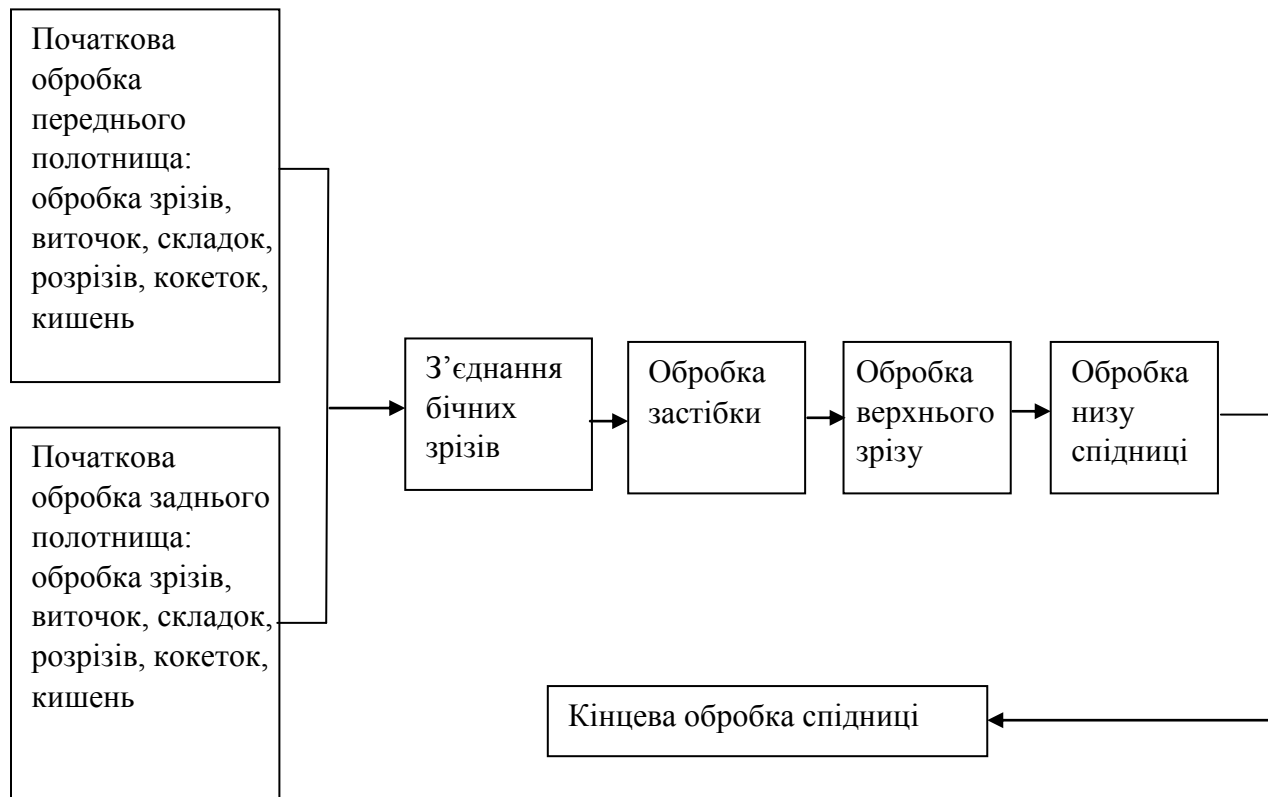 Початкова
обробка
переднього
полотнища:
обробка зрізів,
виточок, складок,
розрізів, кокеток,
кишень
Початкова
обробка заднього
полотнища:
обробка зрізів,
виточок, складок,
розрізів, кокеток,
кишень
З’єднання
бічних
зрізів
Обробка
застібки
Обробка
верхнього
зрізу
Обробка
низу
спідниці
Кінцева обробка спідниці